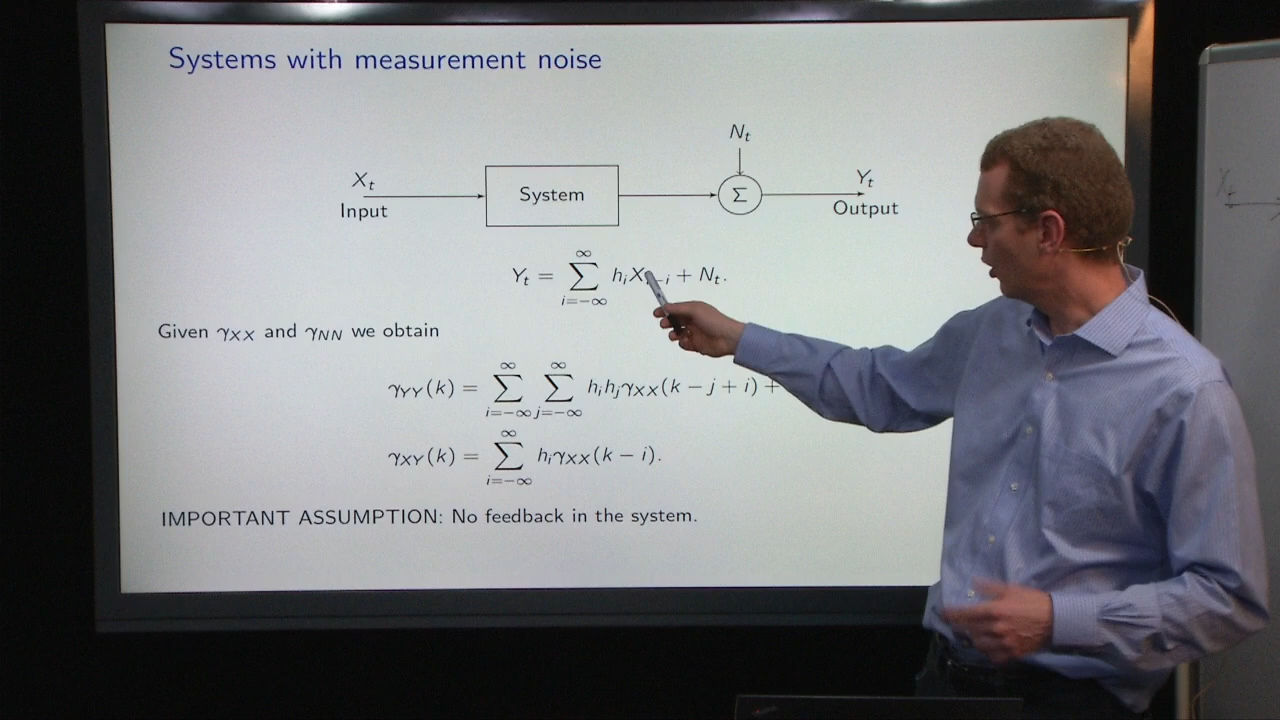 Systems with measurement noise
N_t
X_t
Input
System
Σ
Y_t
Output
Y_t = ∑_{i=-∞}^{∞} h_i X_{t-i} + N_t.
Given γ_XX and γ_NN we obtain
γ_YY(k) = ∑_{i=-∞}^{∞} ∑_{j=-∞}^{∞} h_i h_j γ_XX(k − j + i) +
γ_XY(k) = ∑_{i=-∞}^{∞} h_i γ_XX(k − i).
IMPORTANT ASSUMPTION: No feedback in the system.